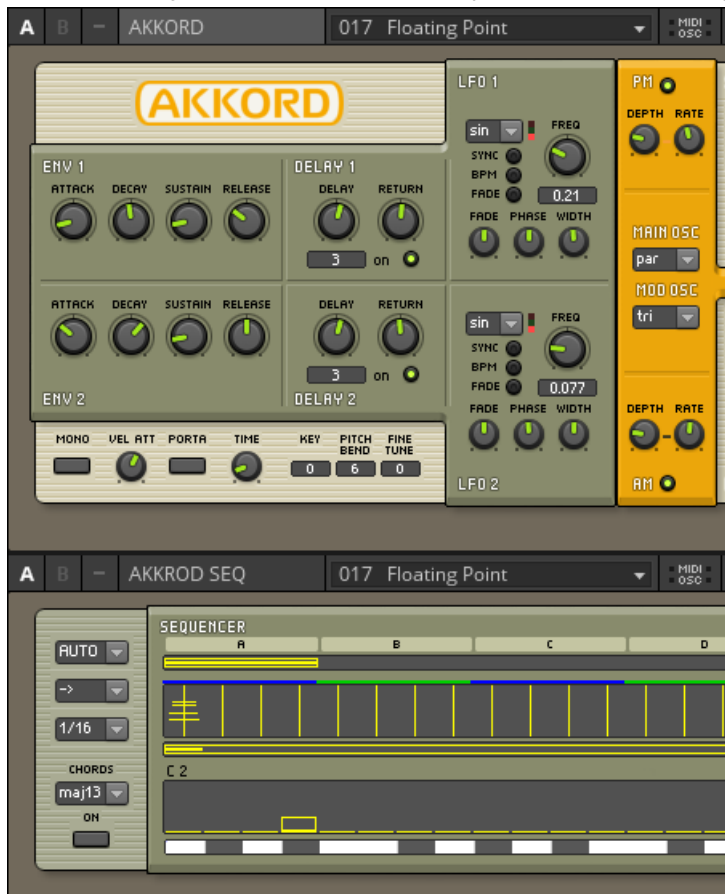 A B – AKKORD 017 Floating Point MIDI OSC
AKKORD
ENV 1
ATTACK DECAY SUSTAIN RELEASE
DELAY 1
DELAY RETURN
3 on
ATTACK DECAY SUSTAIN RELEASE
ENV 2
DELAY RETURN
3 on
DELAY 2
MONO VEL ATT PORTA TIME KEY PITCH BEND FINE TUNE
0 6 0
LFO 1
sin FREQ
SYNC
BPM
FADE 0.21
FADE PHASE WIDTH
sin FREQ
SYNC
BPM
FADE 0.077
FADE PHASE WIDTH
LFO 2
PM
DEPTH RATE
MAIN OSC
par
MOD OSC
tri
DEPTH RATE
AM
A B – AKKROD SEQ 017 Floating Point MIDI OSC
AUTO
->
1/16
CHORDS
maj13
ON
SEQUENCER
A B C D
C 2